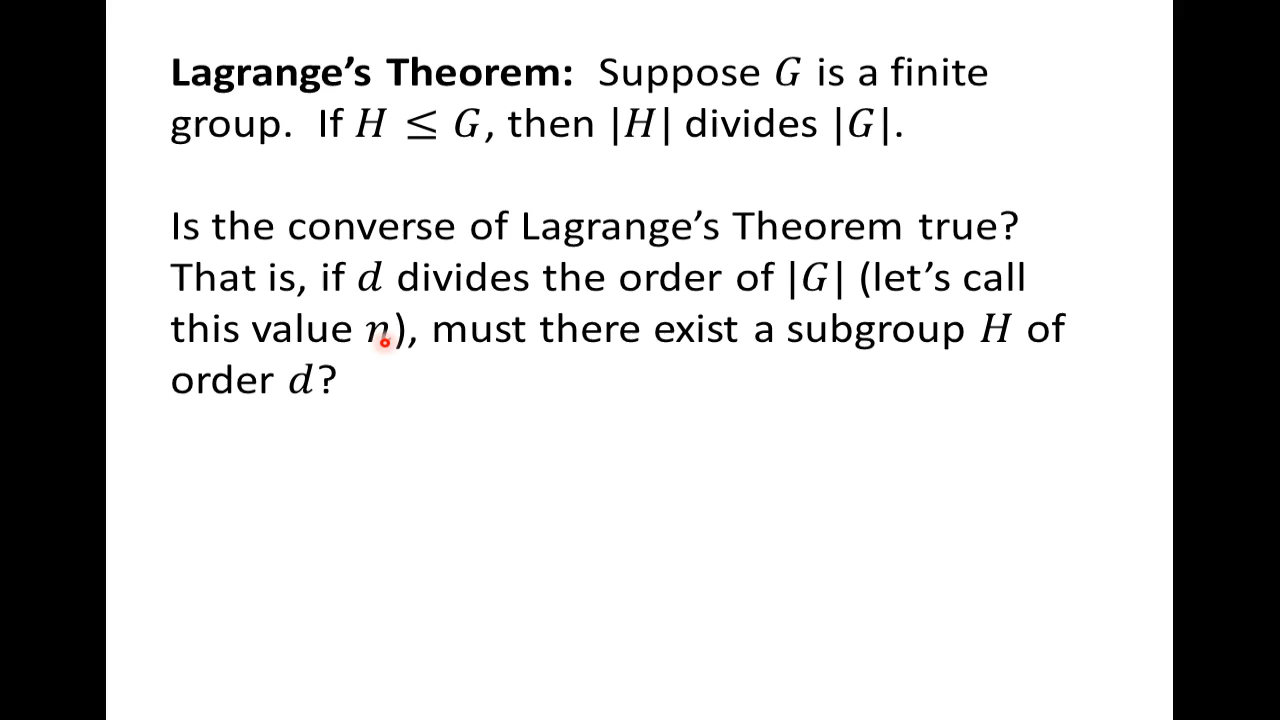 Lagrange’s Theorem: Suppose 𝐺 is a finite
group. If 𝐻 ≤ 𝐺, then |𝐻| divides |𝐺|.
Is the converse of Lagrange’s Theorem true?
That is, if 𝑑 divides the order of |𝐺| (let’s call
this value 𝑛), must there exist a subgroup 𝐻 of
order 𝑑?